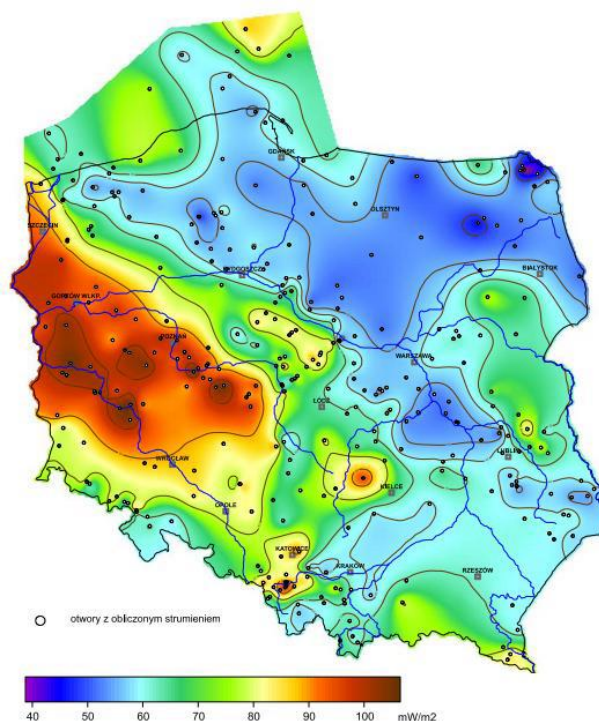 GDAŃSK
OLSZTYN
SZCZECIN
BYDGOSZCZ
BIAŁYSTOK
GORZÓW WLKP.
POZNAŃ
WARSZAWA
ŁÓDŹ
LUBLIN
WROCŁAW
KIELCE
OPOLE
KATOWICE
KRAKÓW
RZESZÓW
otwory z obliczonym strumieniem
40 50 60 70 80 90 100 mW/m2